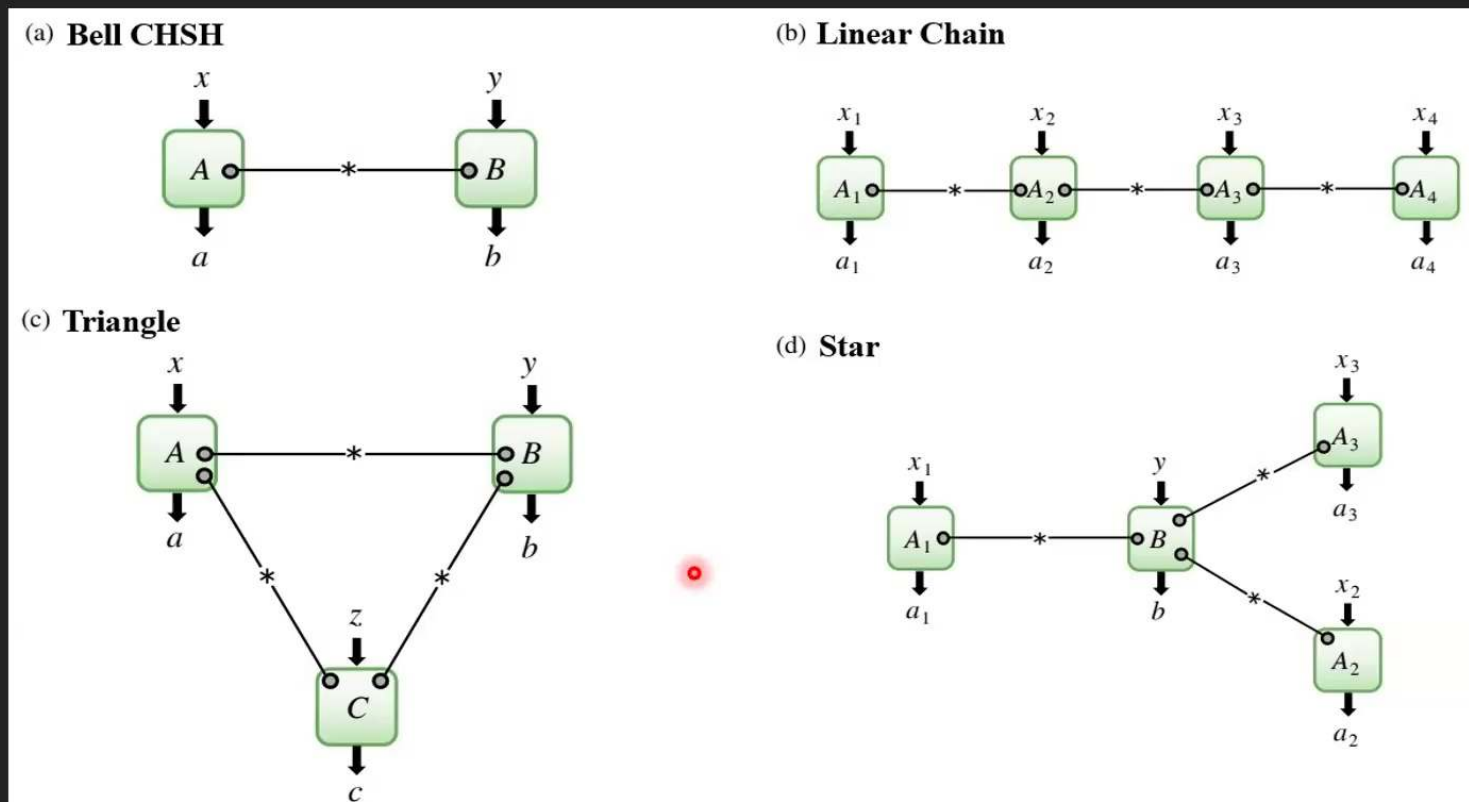 (a) Bell CHSH
x y
A * B
a b
(b) Linear Chain
x₁ x₂ x₃ x₄
A₁ * A₂ * A₃ * A₄
a₁ a₂ a₃ a₄
(c) Triangle
x y
A * B
a b
* *
z
C
c
(d) Star
x₃
A₃
x₁ y * a₃
A₁ * B
a₁ b * x₂
A₂
a₂